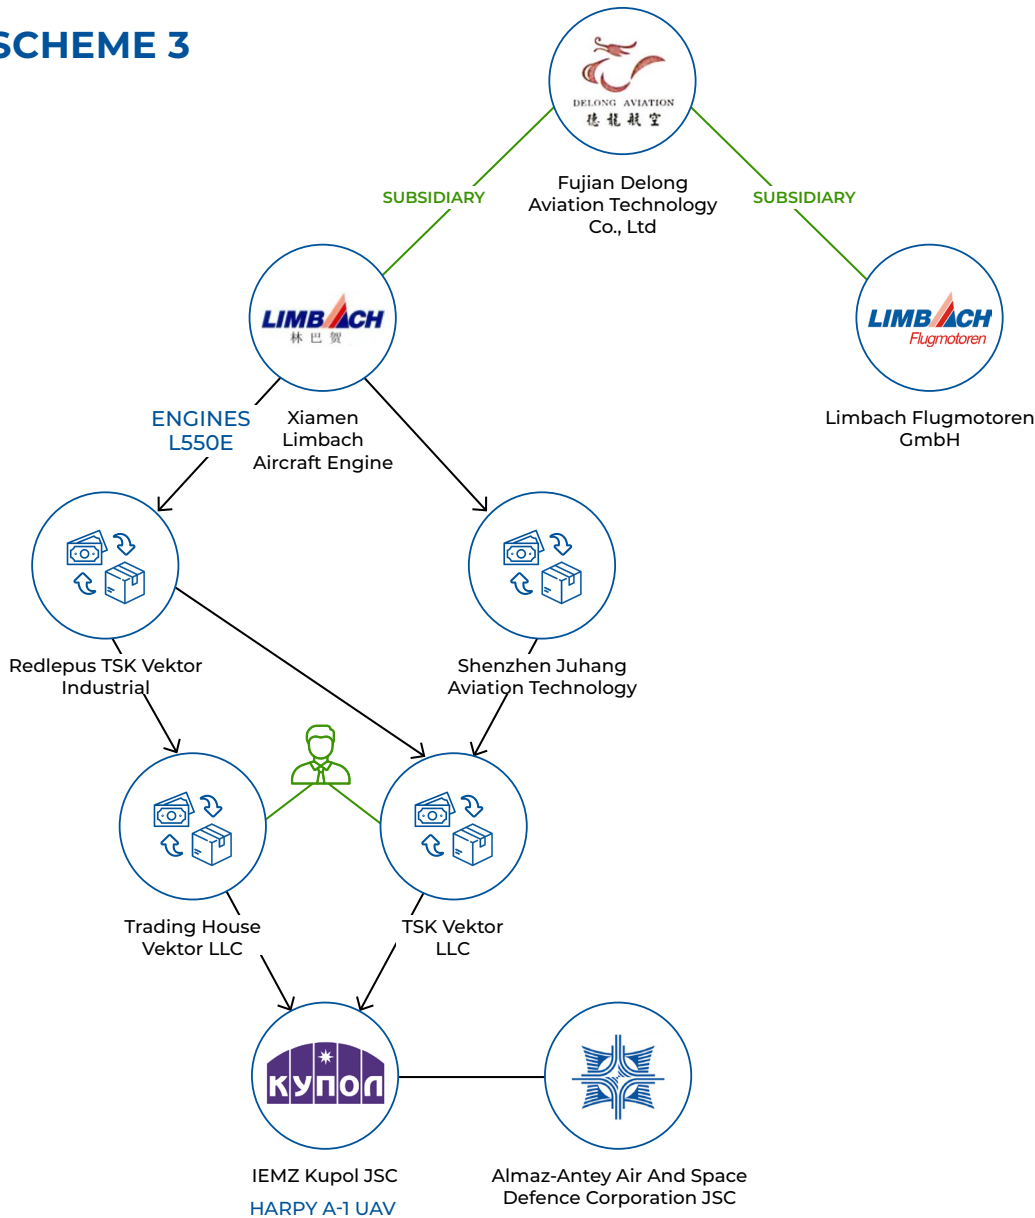 SCHEME 3
DELONG AVIATION
德龍航空
Fujian Delong
Aviation Technology
Co., Ltd
SUBSIDIARY
SUBSIDIARY
LIMBACH
林巴贺
LIMBACH
Flugmotoren
ENGINES
L550E
Xiamen
Limbach
Aircraft Engine
Limbach Flugmotoren
GmbH
Redlepus TSK Vektor
Industrial
Shenzhen Juhang
Aviation Technology
Trading House
Vektor LLC
TSK Vektor
LLC
КУПОЛ
IEMZ Kupol JSC
HARPY A-1 UAV
Almaz-Antey Air And Space
Defence Corporation JSC